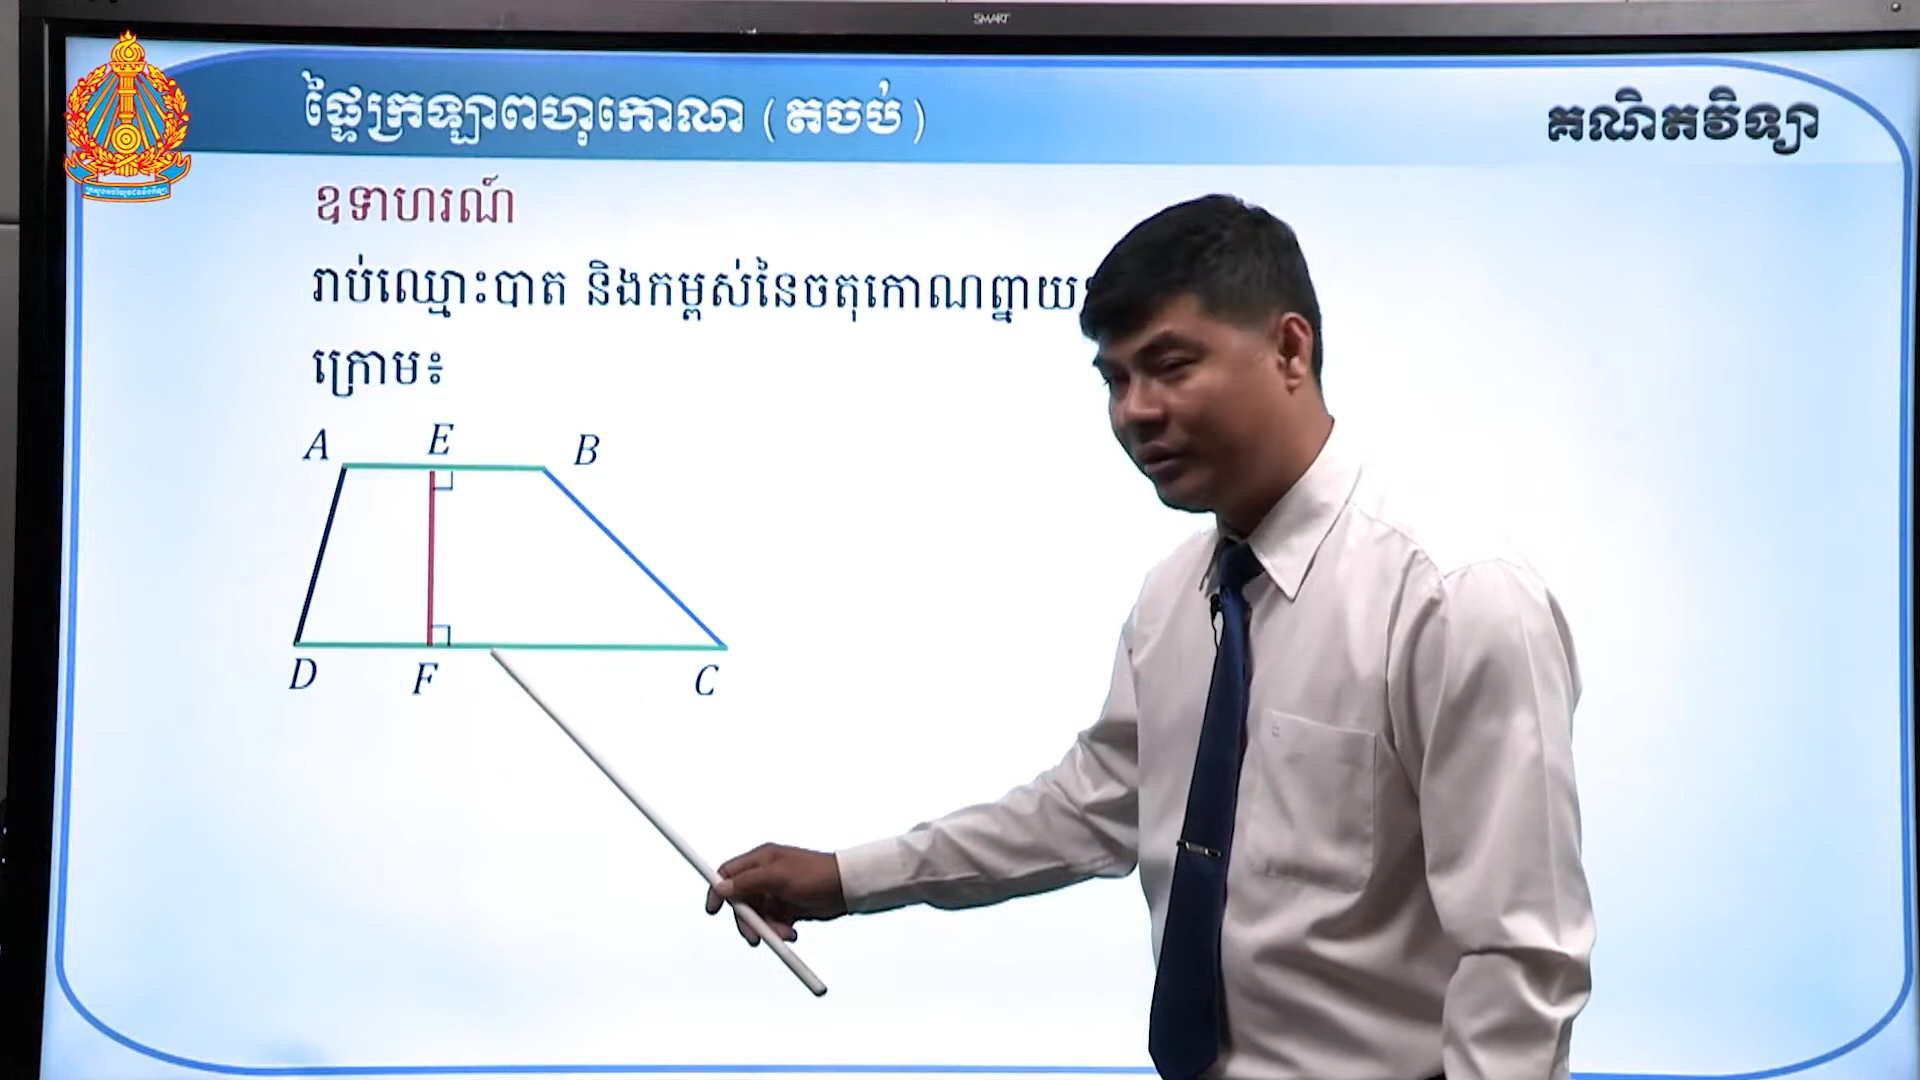 SMART
ផ្ទៃក្រឡាពហុកោណ (តចប់)
គណិតវិទ្យា
ឧទាហរណ៍
រាប់ឈ្មោះបាត និងកម្ពស់នៃចតុកោណព្នាយ
ក្រោម៖
A E B
D F C